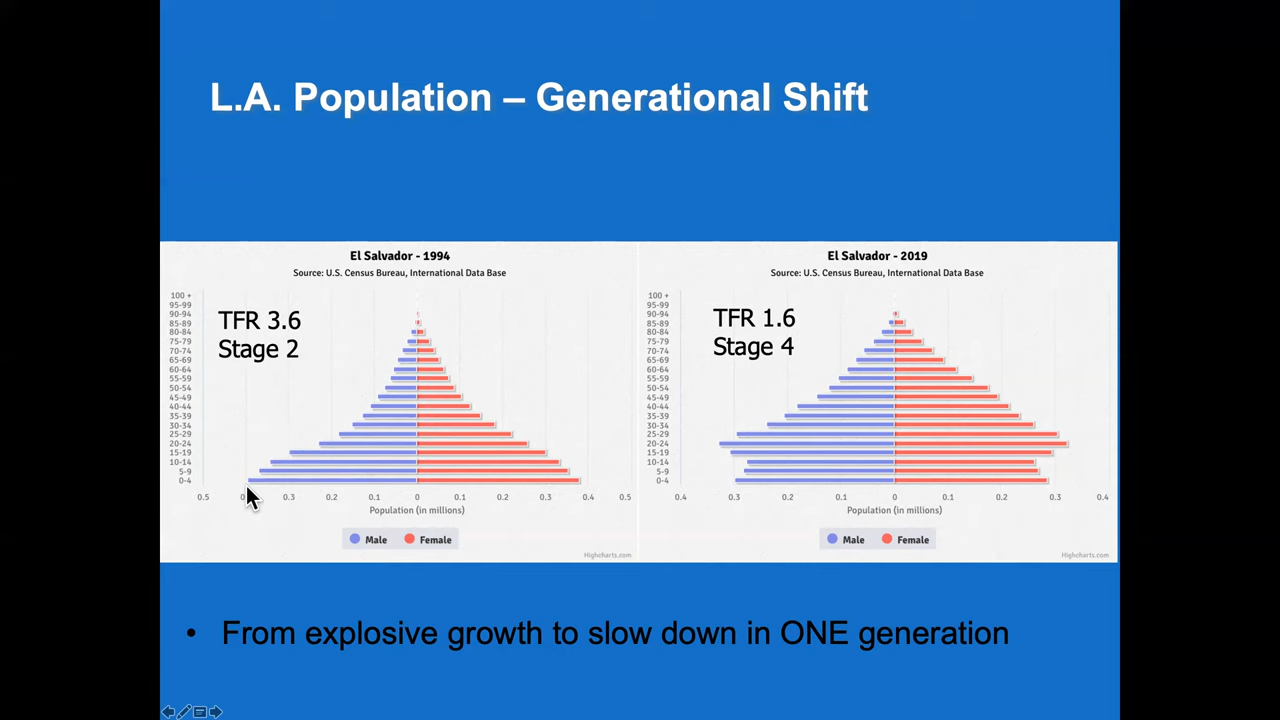 L.A. Population – Generational Shift
El Salvador - 1994
Source: U.S. Census Bureau, International Data Base
TFR 3.6
Stage 2
100 +
95-99
90-94
85-89
80-84
75-79
70-74
65-69
60-64
55-59
50-54
45-49
40-44
35-39
30-34
25-29
20-24
15-19
10-14
5-9
0-4
0.5 0.3 0.2 0.1 0 0.1 0.2 0.3 0.4 0.5
Population (in millions)
Male Female
Highcharts.com
El Salvador - 2019
Source: U.S. Census Bureau, International Data Base
TFR 1.6
Stage 4
100 +
95-99
90-94
85-89
80-84
75-79
70-74
65-69
60-64
55-59
50-54
45-49
40-44
35-39
30-34
25-29
20-24
15-19
10-14
5-9
0-4
0.4 0.3 0.2 0.1 0 0.1 0.2 0.3 0.4
Population (in millions)
Male Female
Highcharts.com
• From explosive growth to slow down in ONE generation